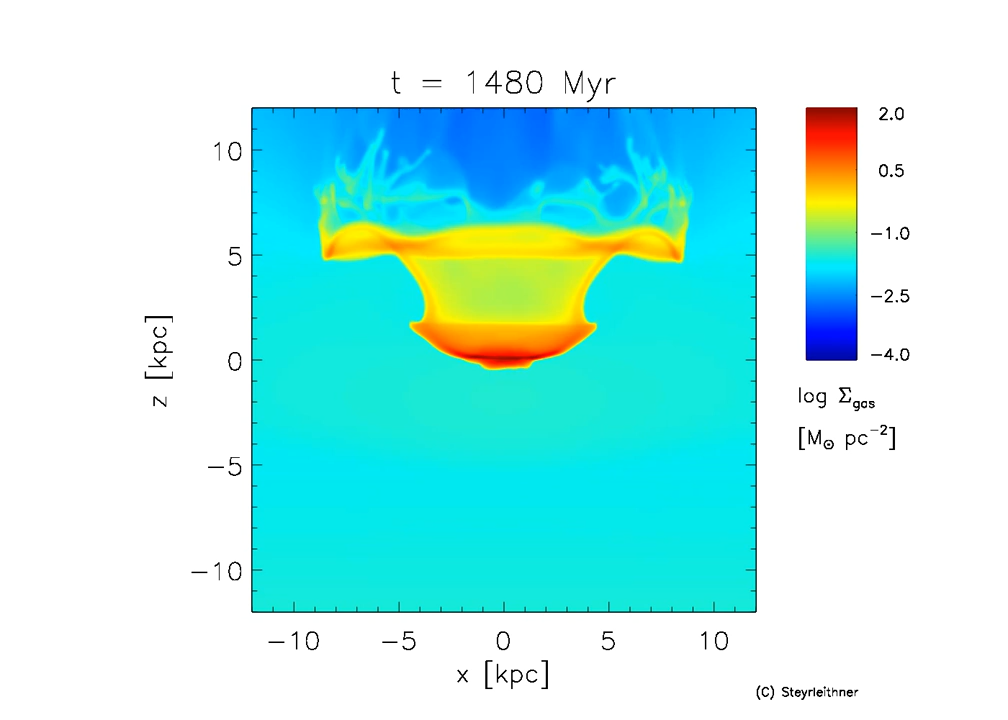 t = 1480 Myr
10
5
0
−5
−10
z [kpc]
−10 −5 0 5 10
x [kpc]
2.0
0.5
−1.0
−2.5
−4.0
log Σgas
[M⊙ pc−2]
(C) Steyrleithner